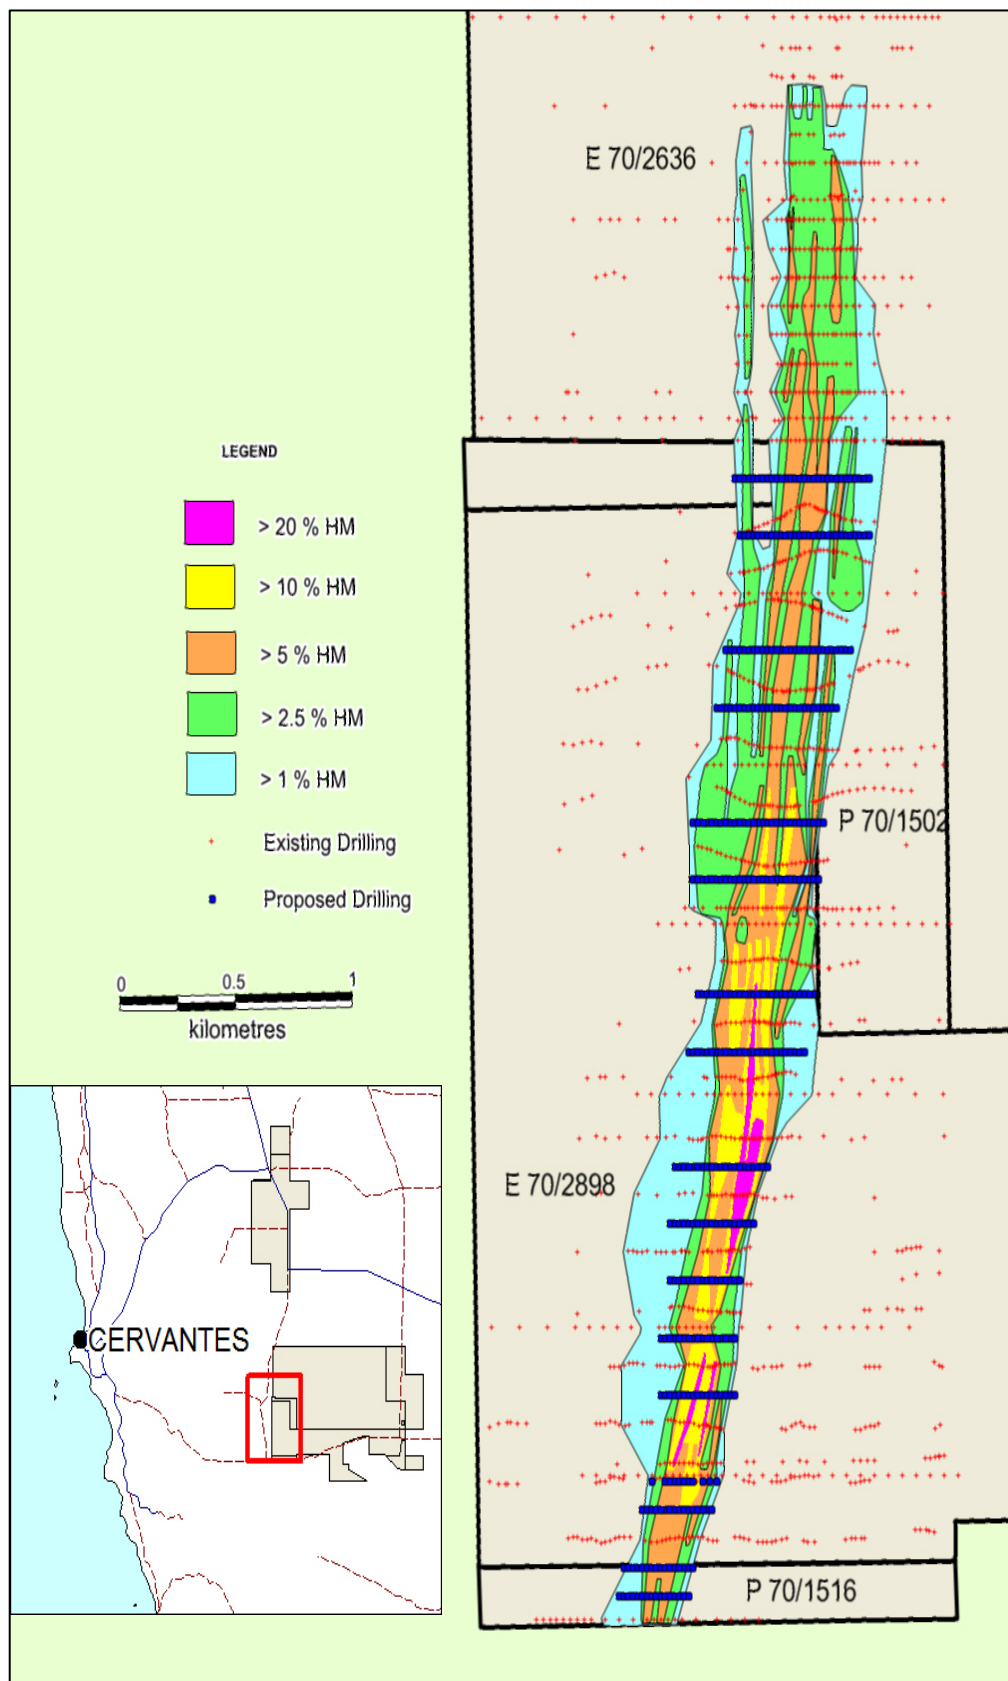 E 70/2636
LEGEND
> 20 % HM
> 10 % HM
> 5 % HM
> 2.5 % HM
> 1 % HM
Existing Drilling
Proposed Drilling
0 0.5 1
kilometres
P 70/1502
E 70/2898
CERVANTES
P 70/1516